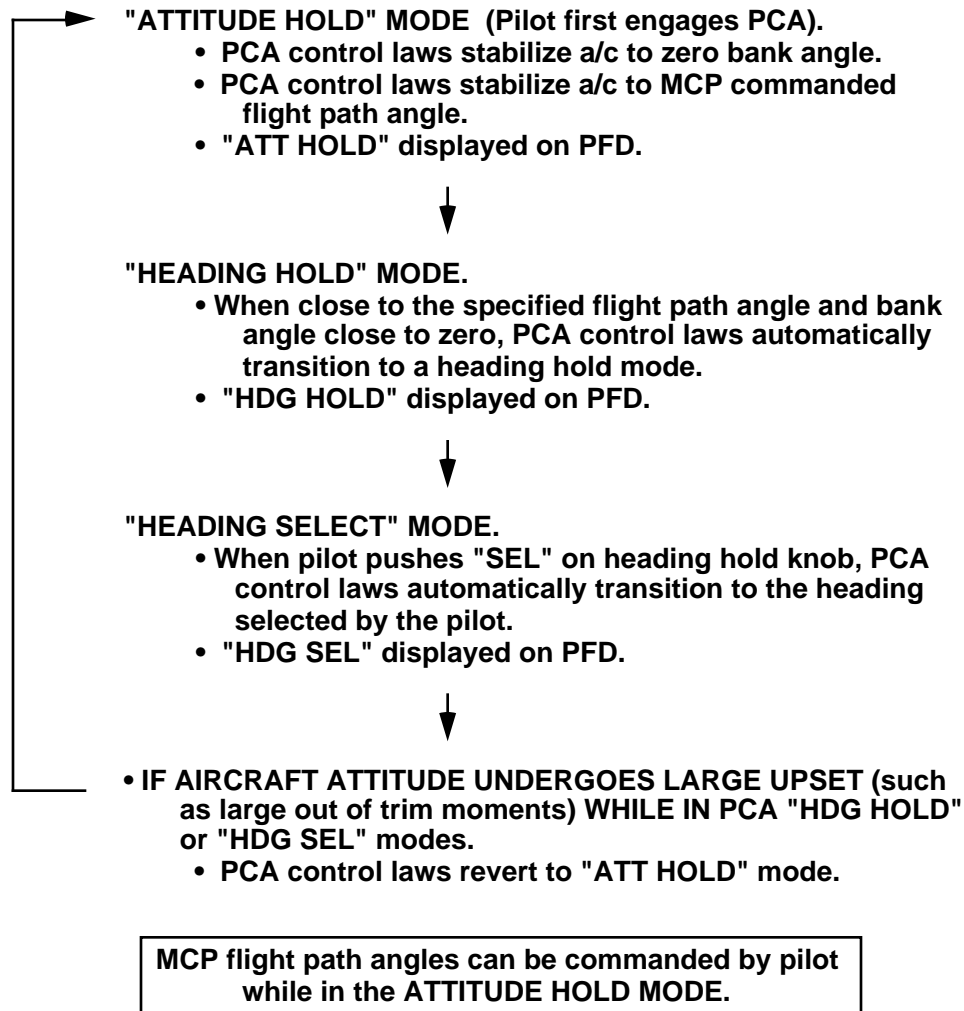 "ATTITUDE HOLD" MODE (Pilot first engages PCA).
• PCA control laws stabilize a/c to zero bank angle.
• PCA control laws stabilize a/c to MCP commanded
flight path angle.
• "ATT HOLD" displayed on PFD.
"HEADING HOLD" MODE.
• When close to the specified flight path angle and bank
angle close to zero, PCA control laws automatically
transition to a heading hold mode.
• "HDG HOLD" displayed on PFD.
"HEADING SELECT" MODE.
• When pilot pushes "SEL" on heading hold knob, PCA
control laws automatically transition to the heading
selected by the pilot.
• "HDG SEL" displayed on PFD.
• IF AIRCRAFT ATTITUDE UNDERGOES LARGE UPSET (such
as large out of trim moments) WHILE IN PCA "HDG HOLD"
or "HDG SEL" modes.
• PCA control laws revert to "ATT HOLD" mode.
MCP flight path angles can be commanded by pilot
while in the ATTITUDE HOLD MODE.